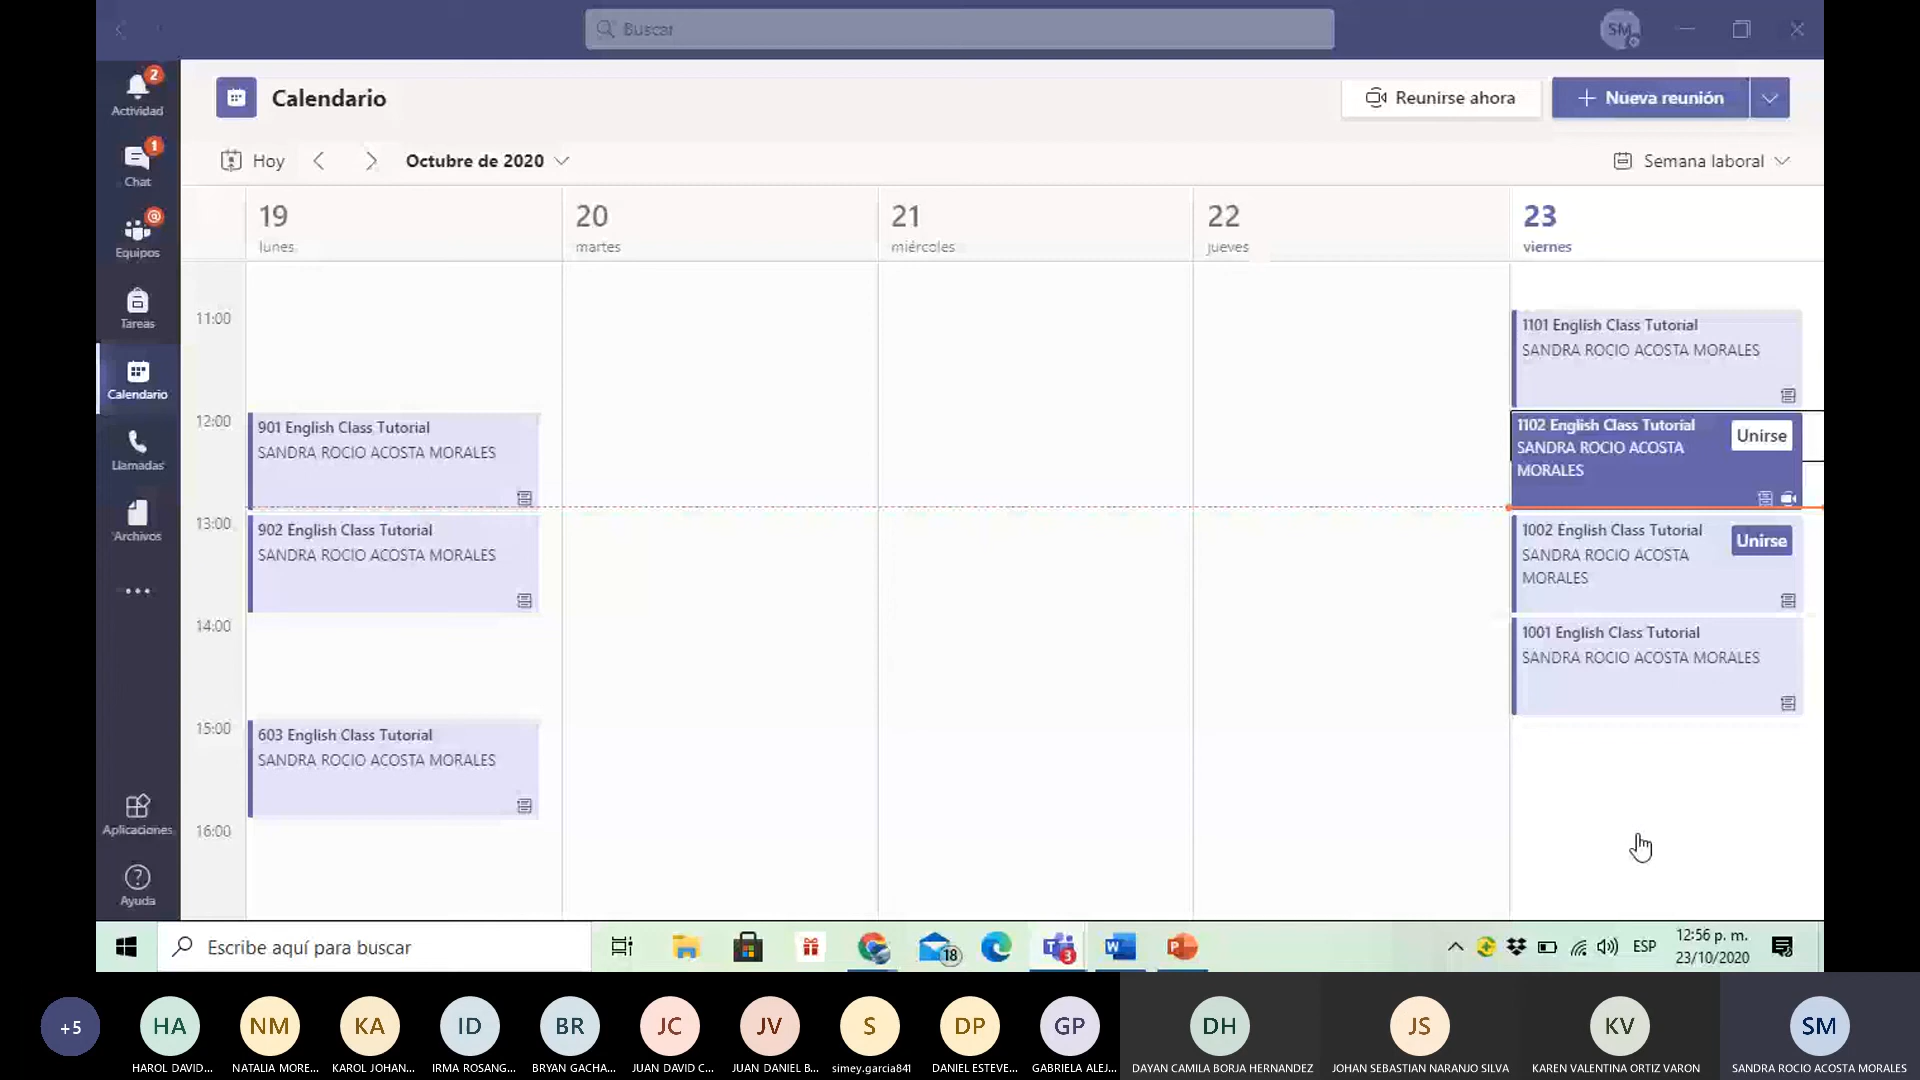 Buscar
SM
2
Actividad
1
Chat
@
Equipos
Tareas
Calendario
Llamadas
Archivos
Aplicaciones
Ayuda
Calendario
Reunirse ahora
+ Nueva reunión
Hoy
Octubre de 2020
Semana laboral
19
lunes
20
martes
21
miércoles
22
jueves
23
viernes
11:00
12:00
13:00
14:00
15:00
16:00
901 English Class Tutorial
SANDRA ROCIO ACOSTA MORALES
902 English Class Tutorial
SANDRA ROCIO ACOSTA MORALES
603 English Class Tutorial
SANDRA ROCIO ACOSTA MORALES
1101 English Class Tutorial
SANDRA ROCIO ACOSTA MORALES
1102 English Class Tutorial
SANDRA ROCIO ACOSTA
MORALES
Unirse
1002 English Class Tutorial
SANDRA ROCIO ACOSTA
MORALES
Unirse
1001 English Class Tutorial
SANDRA ROCIO ACOSTA MORALES
Escribe aquí para buscar
18
3
ESP
12:56 p. m.
23/10/2020
+5
HA
NM
KA
ID
BR
JC
JV
S
DP
GP
DH
JS
KV
SM
HAROL DAVID...
NATALIA MORE...
KAROL JOHAN...
IRMA ROSANG...
BRYAN GACHA...
JUAN DAVID C...
JUAN DANIEL B...
simey.garcia841
DANIEL ESTEVE...
GABRIELA ALEJ...
DAYAN CAMILA BORJA HERNANDEZ
JOHAN SEBASTIAN NARANJO SILVA
KAREN VALENTINA ORTIZ VARON
SANDRA ROCIO ACOSTA MORALES